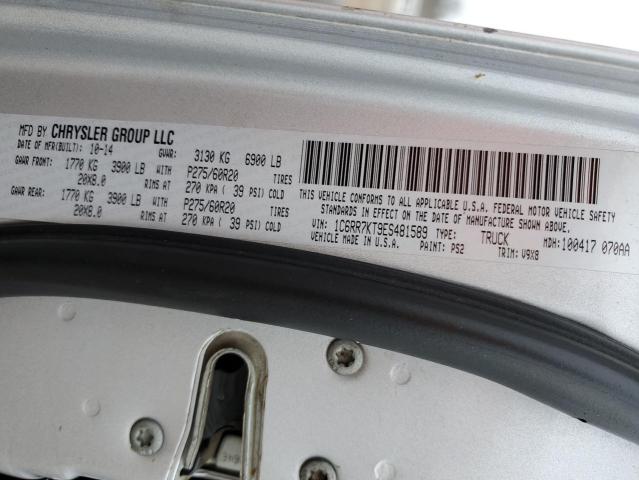 MFD BY CHRYSLER GROUP LLC
DATE OF MFR(BUILT): 10-14 GVWR: 3130 KG 6900 LB
GAWR FRONT: 1770 KG 3900 LB WITH P275/60R20 TIRES
20X8.0 RIMS AT 270 KPA ( 39 PSI) COLD
GAWR REAR: 1770 KG 3900 LB WITH P275/60R20 TIRES
20X8.0 RIMS AT 270 KPA ( 39 PSI) COLD
THIS VEHICLE CONFORMS TO ALL APPLICABLE U.S.A. FEDERAL MOTOR VEHICLE SAFETY
STANDARDS IN EFFECT ON THE DATE OF MANUFACTURE SHOWN ABOVE.
VIN: 1C6RR7KT9ES481589 TYPE: TRUCK MDH: 100417 070AA
VEHICLE MADE IN U.S.A. PAINT: PS2 TRIM: V9X8